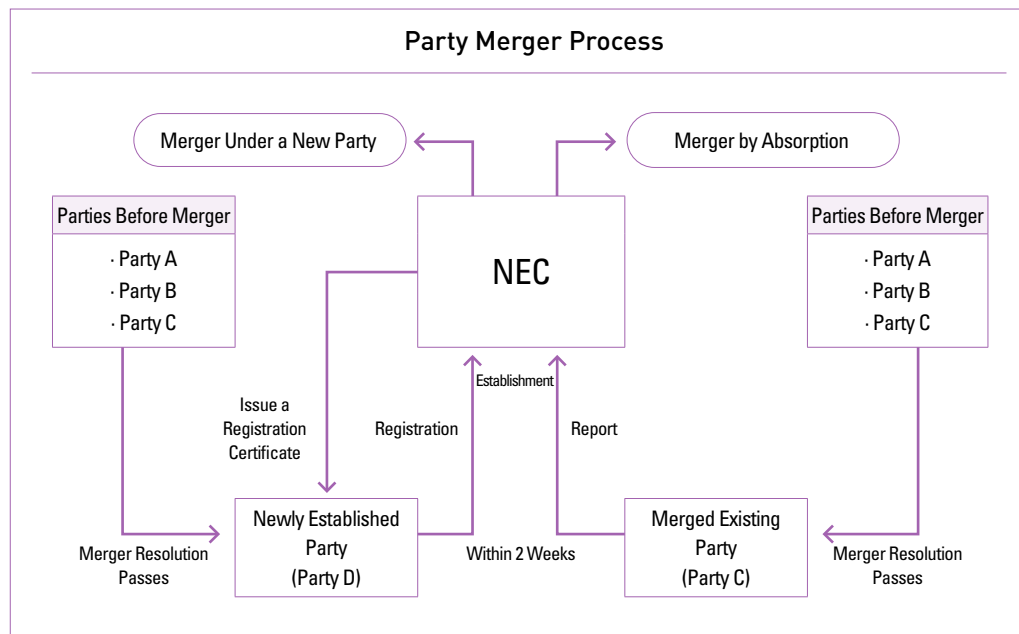 Party Merger Process
Merger Under a New Party
Merger by Absorption
Parties Before Merger
· Party A
· Party B
· Party C
NEC
Parties Before Merger
· Party A
· Party B
· Party C
Issue a
Registration
Certificate
Registration
Establishment
Report
Merger Resolution
Passes
Newly Established
Party
(Party D)
Within 2 Weeks
Merged Existing
Party
(Party C)
Merger Resolution
Passes